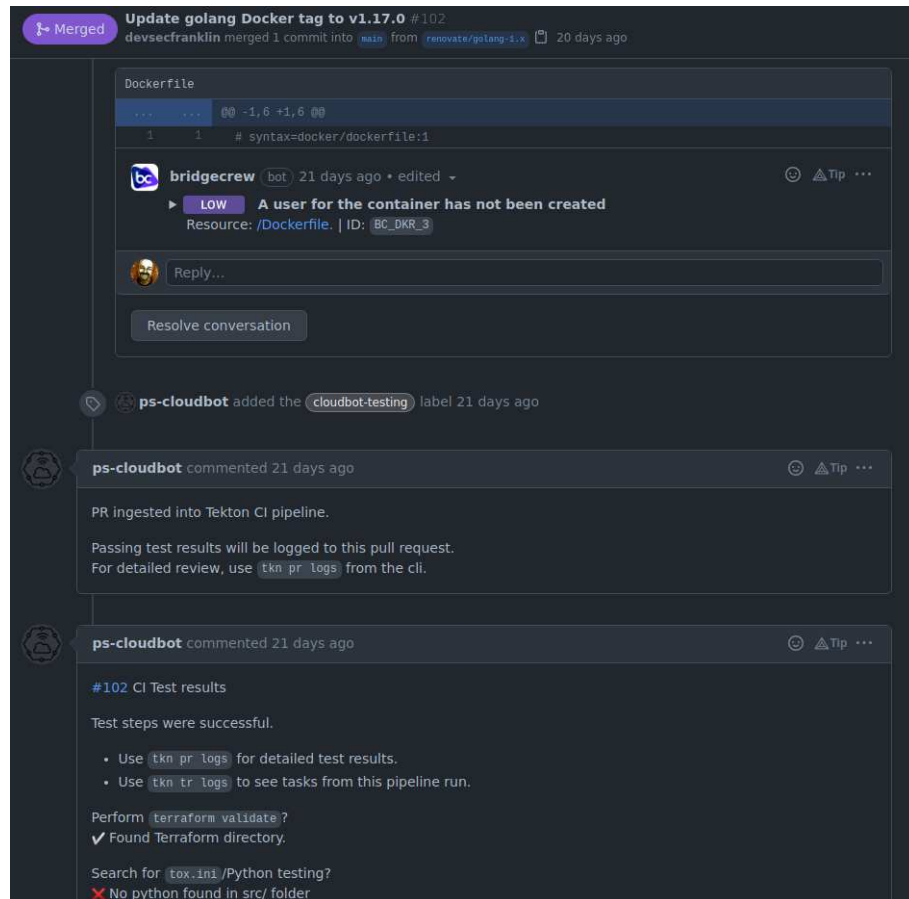 Merged
Update golang Docker tag to v1.17.0 #102
devsecfranklin merged 1 commit into main from renovate/golang-1.x 20 days ago
Dockerfile
... ... @@ -1,6 +1,6 @@
1 1 # syntax=docker/dockerfile:1
bc bridgecrew bot 21 days ago • edited Tip ...
LOW A user for the container has not been created
Resource: /Dockerfile. | ID: BC_DKR_3
Reply...
Resolve conversation
ps-cloudbot added the cloudbot-testing label 21 days ago
ps-cloudbot commented 21 days ago Tip ...
PR ingested into Tekton CI pipeline.
Passing test results will be logged to this pull request.
For detailed review, use tkn pr logs from the cli.
ps-cloudbot commented 21 days ago Tip ...
#102 CI Test results
Test steps were successful.
• Use tkn pr logs for detailed test results.
• Use tkn tr logs to see tasks from this pipeline run.
Perform terraform validate ?
✔ Found Terraform directory.
Search for tox.ini /Python testing?
❌ No python found in src/ folder